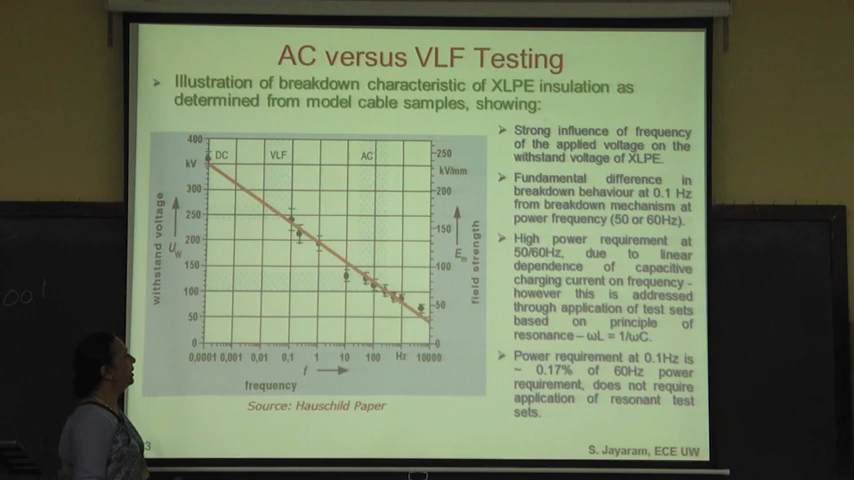 AC versus VLF Testing
Illustration of breakdown characteristic of XLPE insulation as
determined from model cable samples, showing:
400
kV
300
250
200
150
100
50
0
withstand voltage
Uw
DC
VLF
AC
250
kV/mm
200
150
100
50
0
field strength
0,0001 0,001 0,01 0,1 1 10 100 Hz 10000
f
frequency
Source: Hauschild Paper
Strong influence of frequency
of the applied voltage on the
withstand voltage of XLPE.
Fundamental difference in
breakdown behaviour at 0.1 Hz
from breakdown mechanism at
power frequency (50 or 60Hz).
High power requirement at
50/60Hz, due to linear
dependence of capacitive
charging current on frequency -
however this is addressed
through application of test sets
based on principle of
resonance – ωL = 1/ωC.
Power requirement at 0.1Hz is
~ 0.17% of 60Hz power
requirement, does not require
application of resonant test
sets.
3
S. Jayaram, ECE UW